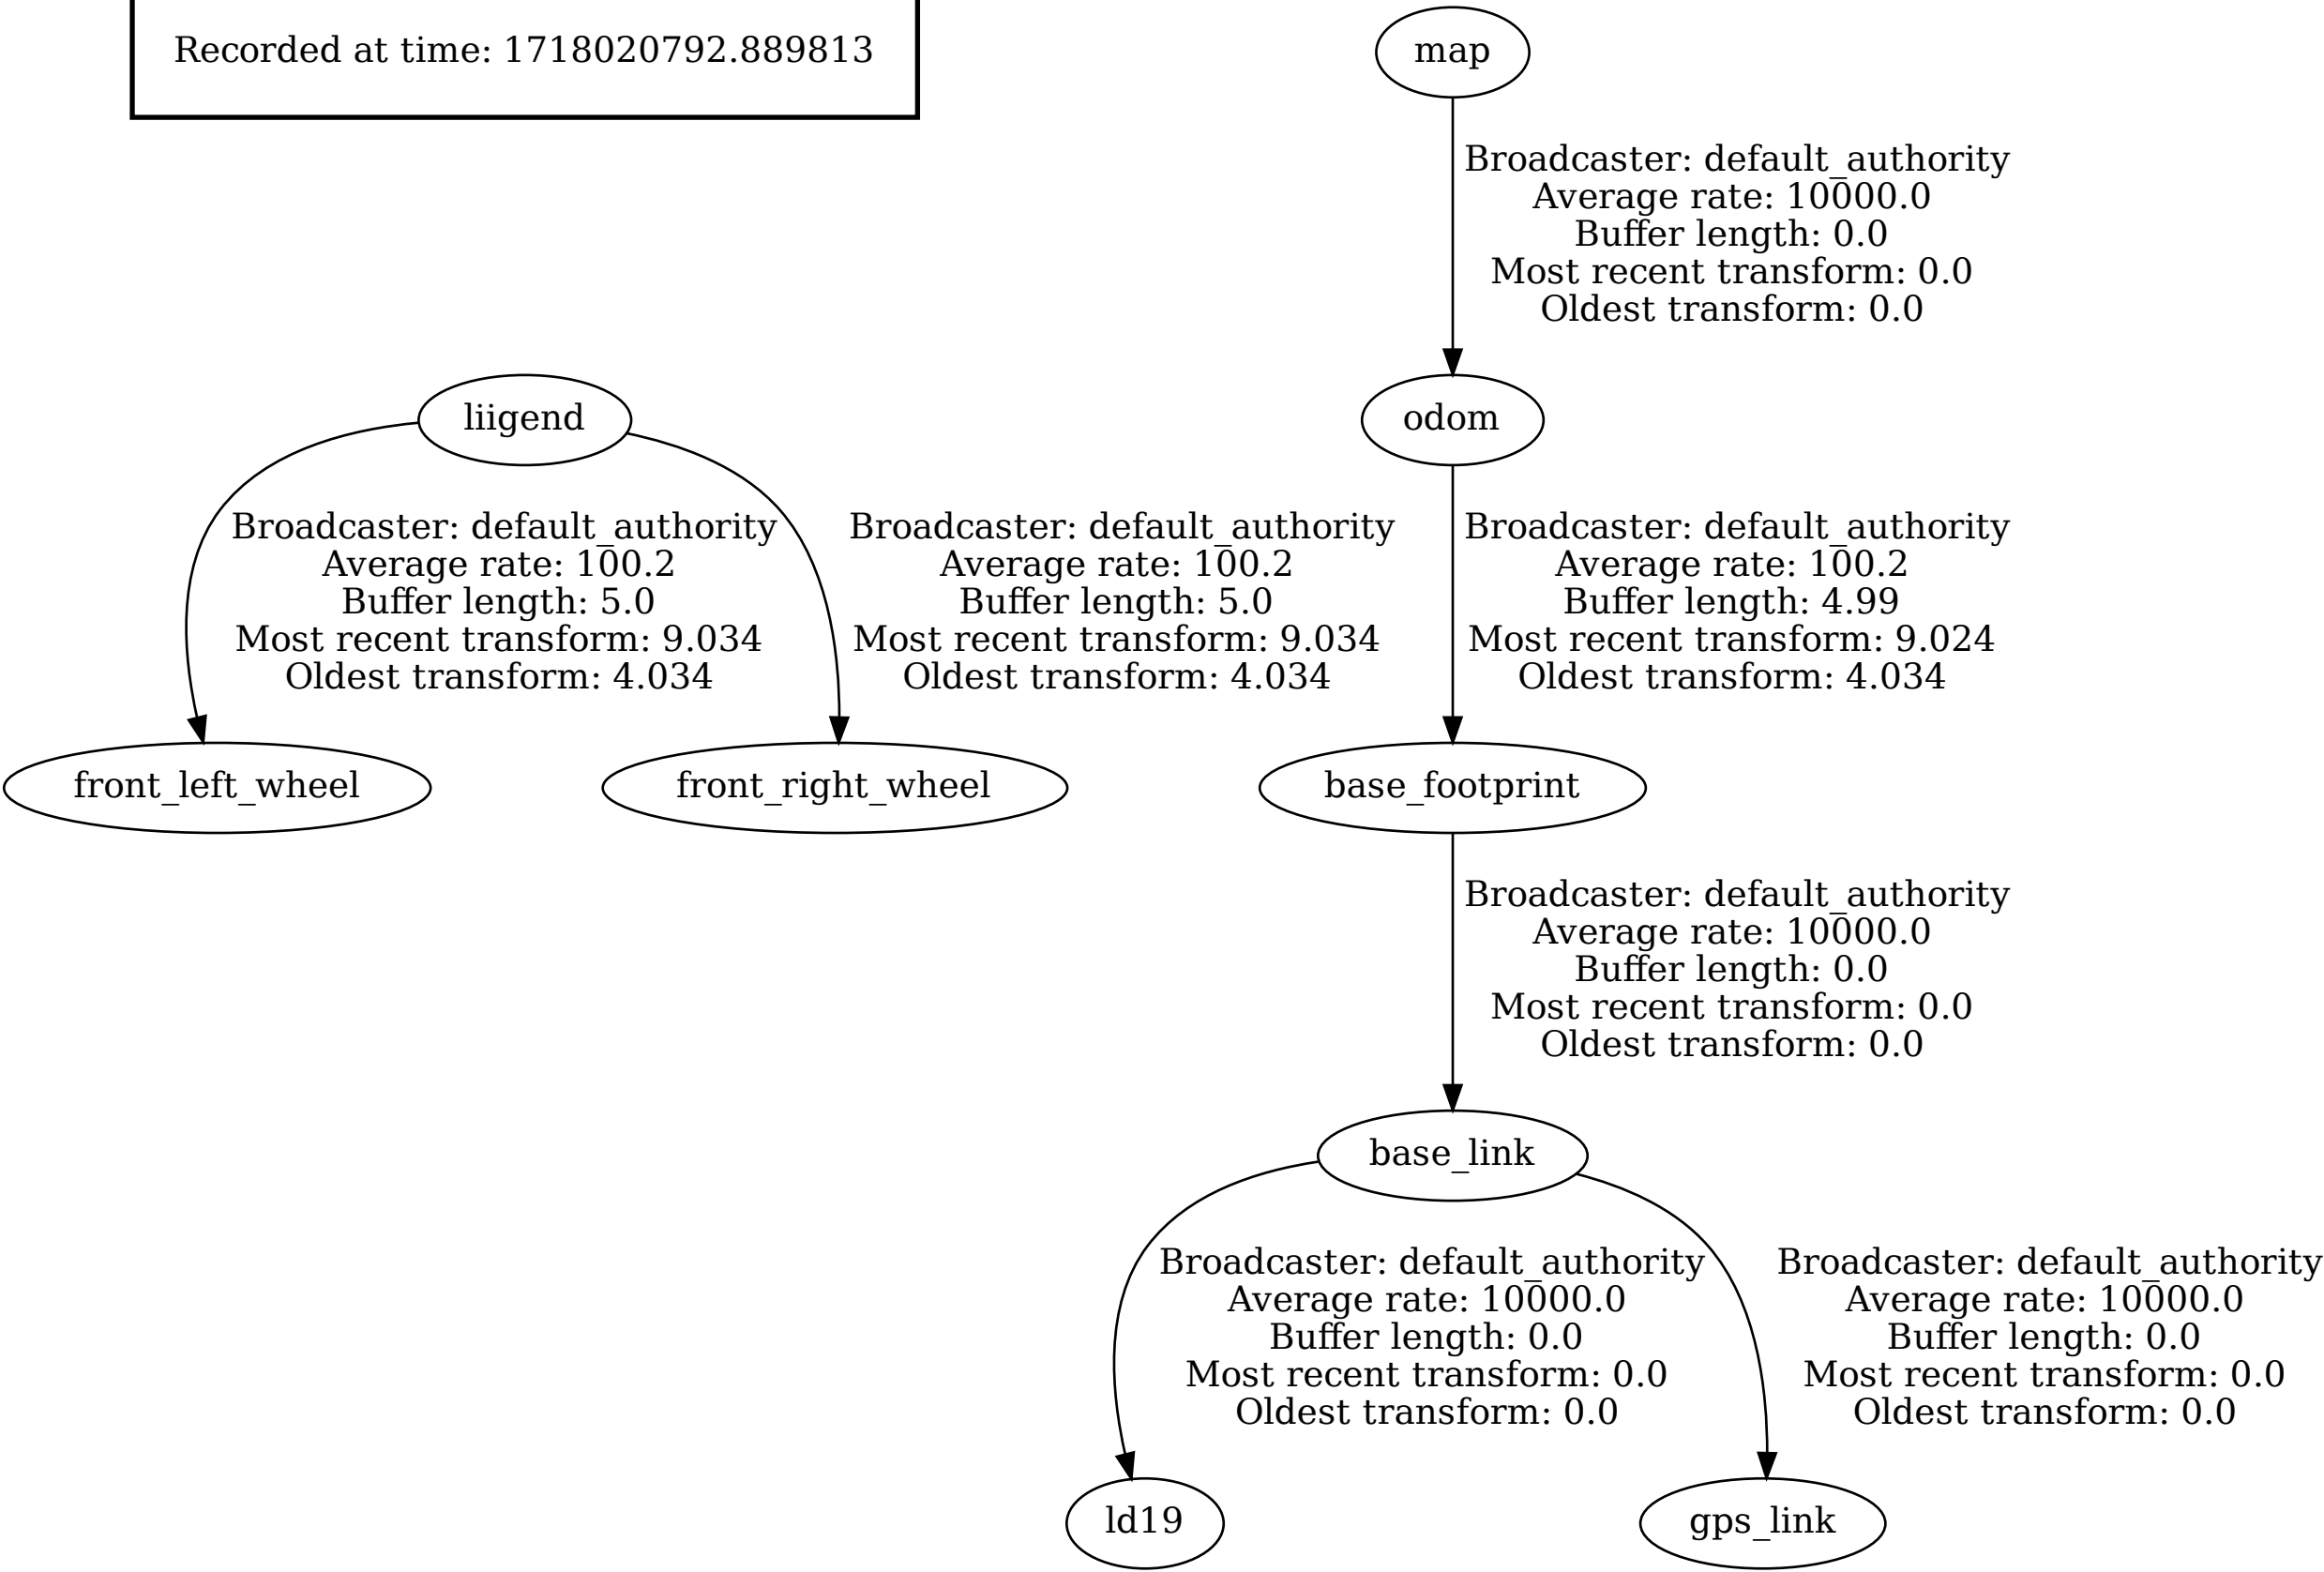 Recorded at time: 1718020792.889813
map
Broadcaster: default_authority
Average rate: 10000.0
Buffer length: 0.0
Most recent transform: 0.0
Oldest transform: 0.0
liigend
odom
Broadcaster: default_authority
Average rate: 100.2
Buffer length: 5.0
Most recent transform: 9.034
Oldest transform: 4.034
Broadcaster: default_authority
Average rate: 100.2
Buffer length: 5.0
Most recent transform: 9.034
Oldest transform: 4.034
Broadcaster: default_authority
Average rate: 100.2
Buffer length: 4.99
Most recent transform: 9.024
Oldest transform: 4.034
front_left_wheel
front_right_wheel
base_footprint
Broadcaster: default_authority
Average rate: 10000.0
Buffer length: 0.0
Most recent transform: 0.0
Oldest transform: 0.0
base_link
Broadcaster: default_authority
Average rate: 10000.0
Buffer length: 0.0
Most recent transform: 0.0
Oldest transform: 0.0
Broadcaster: default_authority
Average rate: 10000.0
Buffer length: 0.0
Most recent transform: 0.0
Oldest transform: 0.0
ld19
gps_link